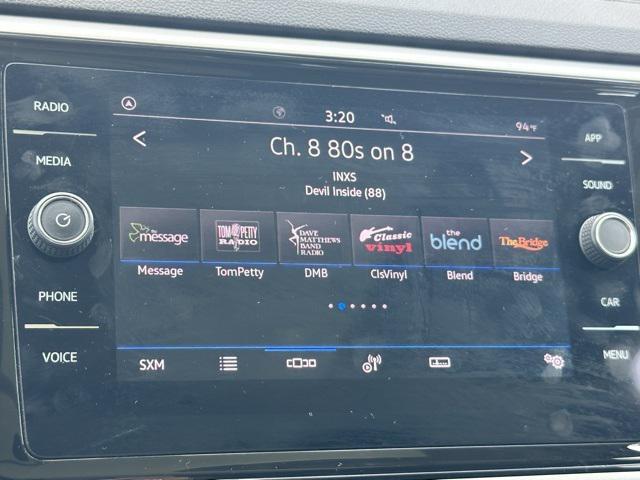 RADIO
MEDIA
PHONE
VOICE
3:20
94°F
Ch. 8 80s on 8
INXS
Devil Inside (88)
the message
TOM PETTY RADIO
DAVE MATTHEWS BAND RADIO
Classic vinyl
the blend
The Bridge
Message
TomPetty
DMB
ClsVinyl
Blend
Bridge
SXM
APP
SOUND
CAR
MENU